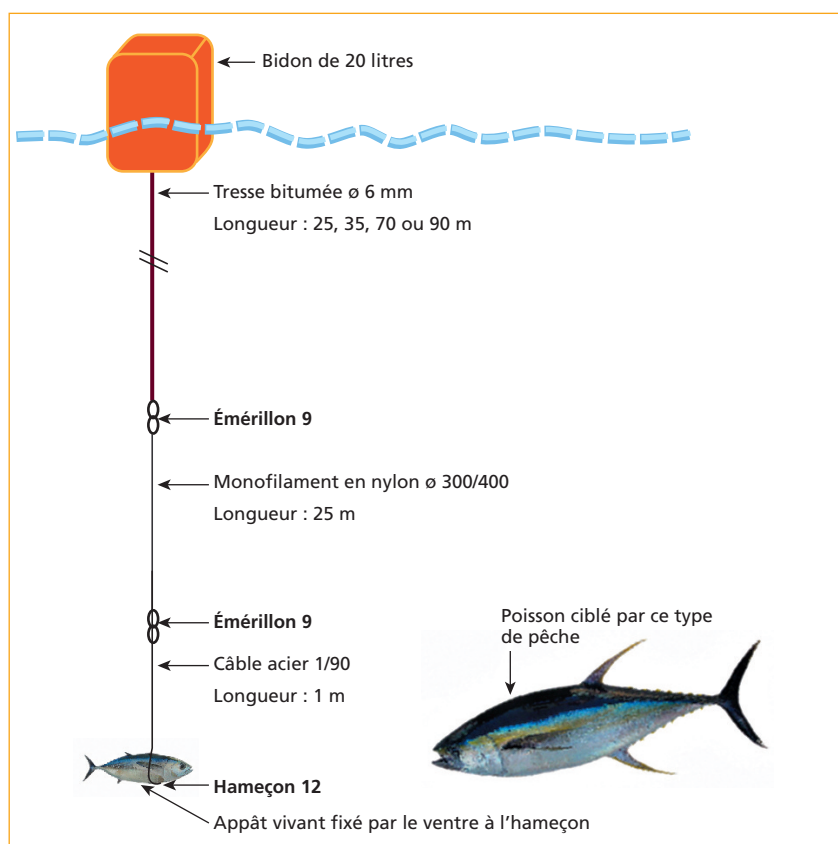 Bidon de 20 litres
Tresse bitumée ø 6 mm
Longueur : 25, 35, 70 ou 90 m
Émérillon 9
Monofilament en nylon ø 300/400
Longueur : 25 m
Émérillon 9
Câble acier 1/90
Longueur : 1 m
Poisson ciblé par ce type
de pêche
Hameçon 12
Appât vivant fixé par le ventre à l’hameçon